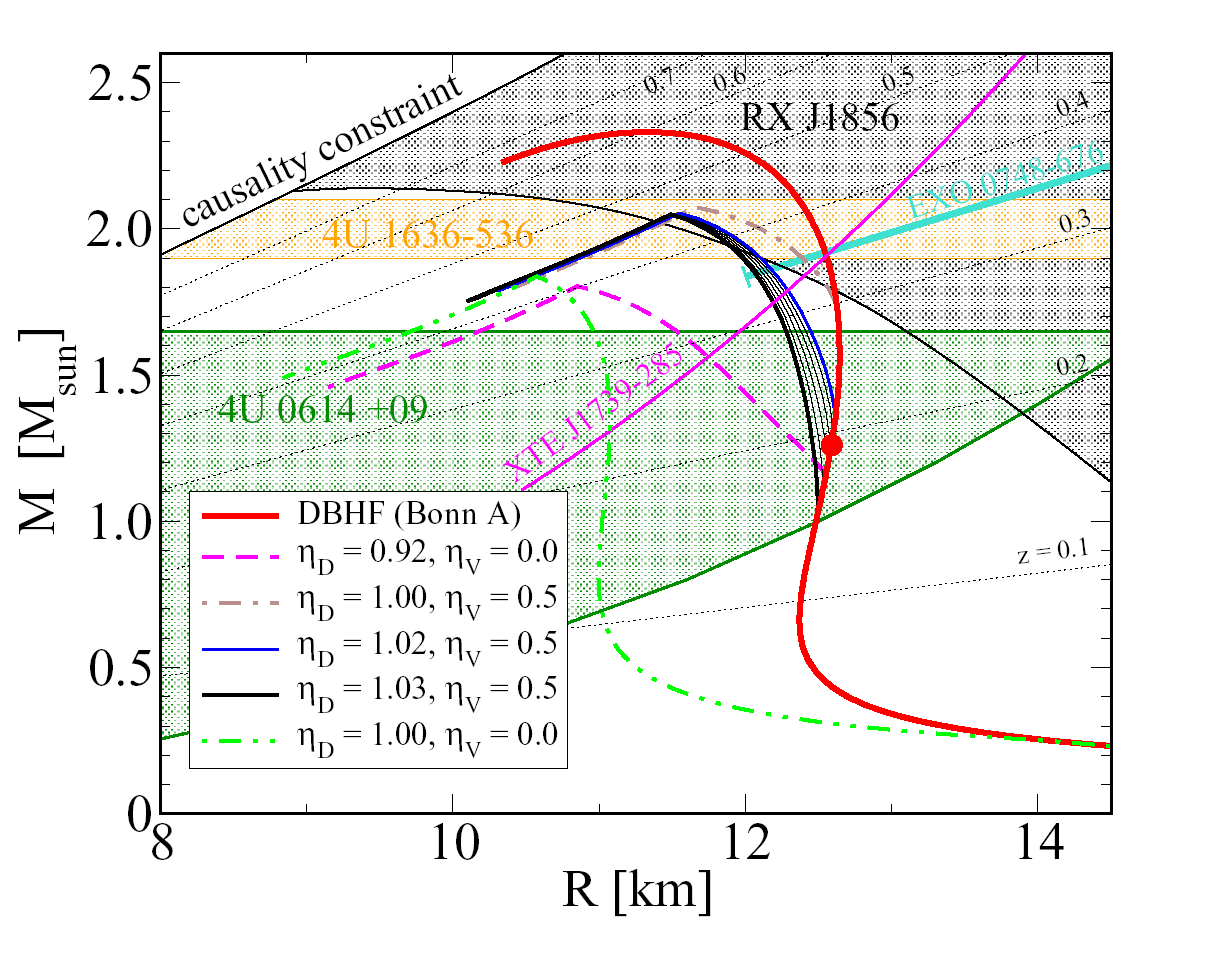 2.5
2.0
1.5
1.0
0.5
0
8
10
12
14
M [M_sun]
R [km]
causality constraint
0.7
0.6
0.5
0.4
RX J1856
EXO 0748-676
4U 1636-536
0.3
XTE J1739-285
4U 0614 +09
0.2
z = 0.1
DBHF (Bonn A)
η_D = 0.92, η_V = 0.0
η_D = 1.00, η_V = 0.5
η_D = 1.02, η_V = 0.5
η_D = 1.03, η_V = 0.5
η_D = 1.00, η_V = 0.0